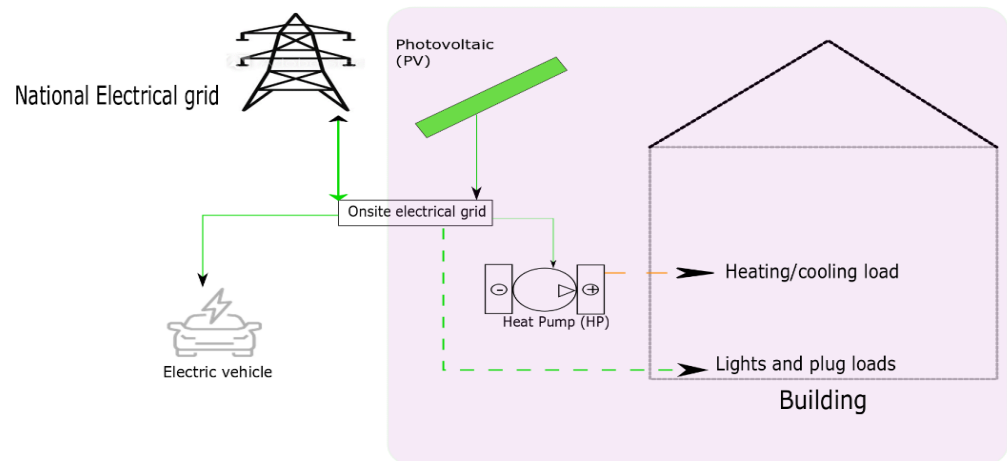 National Electrical grid
Photovoltaic
(PV)
Onsite electrical grid
Heating/cooling load
Heat Pump (HP)
Lights and plug loads
Electric vehicle
Building